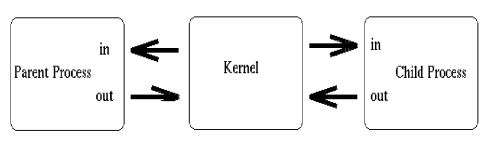 in
Parent Process
out
Kernel
in
Child Process
out